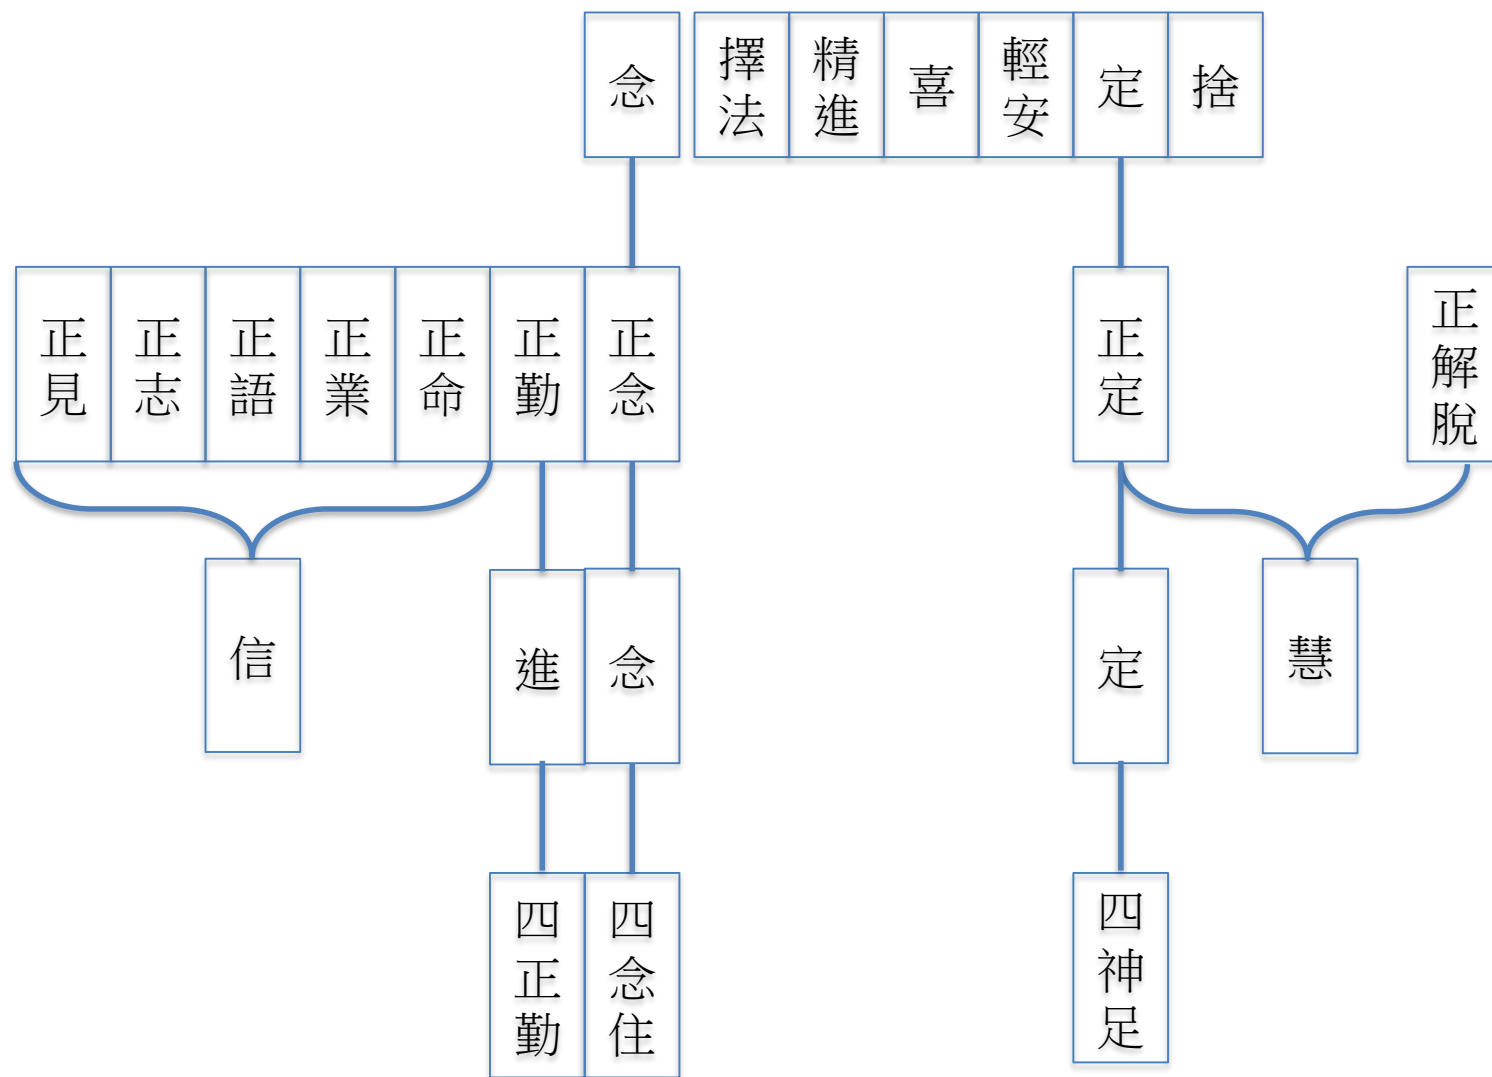 念
擇法
精進
喜
輕安
定
捨
正見
正志
正語
正業
正命
正勤
正念
正定
正解脫
信
進
念
定
慧
四正勤
四念住
四神足